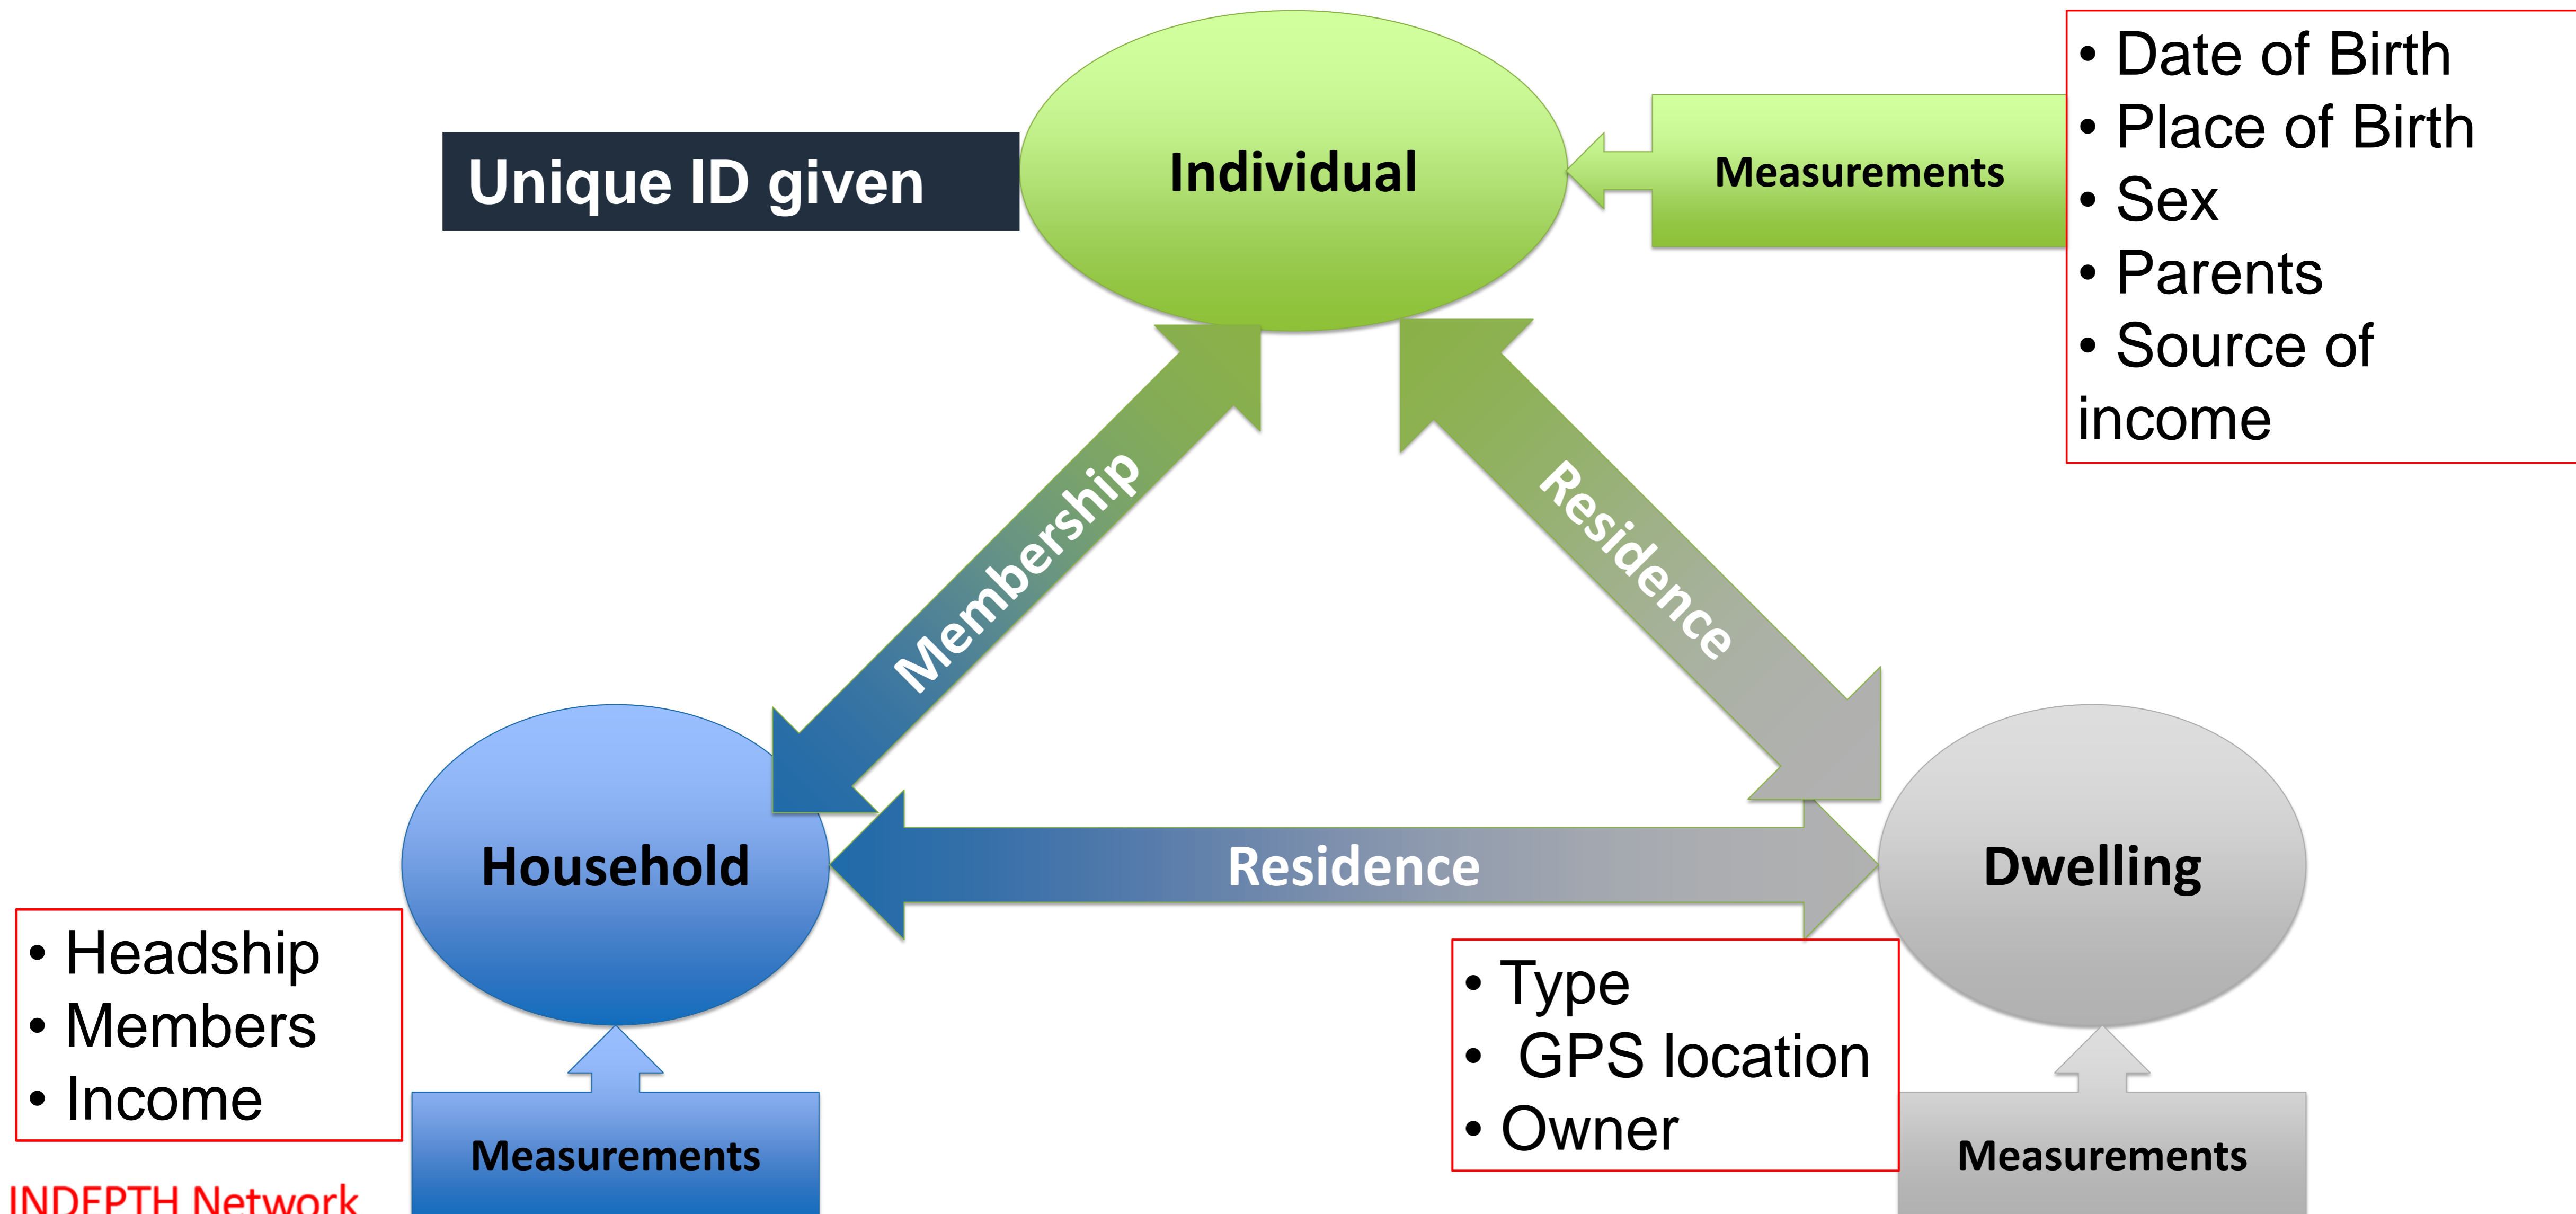 Unique ID given
Individual
Measurements
• Date of Birth
• Place of Birth
• Sex
• Parents
• Source of
income
Membership
Residence
Household
Residence
Dwelling
• Headship
• Members
• Income
Measurements
• Type
• GPS location
• Owner
Measurements
INDEPTH Network